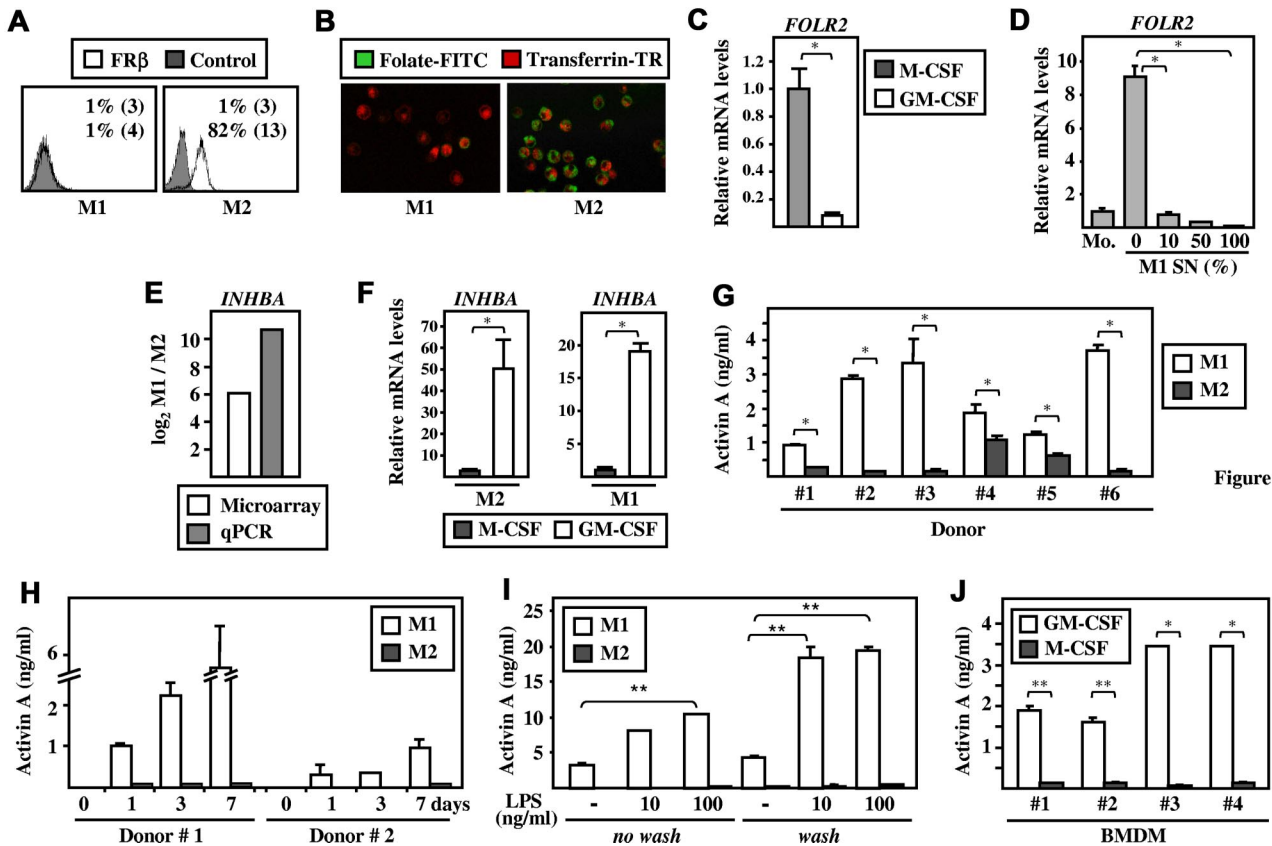 A
FRβ Control
1% (3)
1% (4)
M1
1% (3)
82% (13)
M2
B
Folate-FITC Transferrin-TR
M1 M2
C
FOLR2
Relative mRNA levels
1.2
1.0
0.8
0.6
0.4
0.2
*
M-CSF
GM-CSF
D
FOLR2
Relative mRNA levels
10
8
6
4
2
*
*
Mo. 0 10 50 100
M1 SN (%)
E
INHBA
log2 M1 / M2
10
8
6
4
2
Microarray
qPCR
F
INHBA
Relative mRNA levels
70
60
50
40
30
20
10
*
M2
INHBA
20
15
10
5
*
M1
M-CSF GM-CSF
G
Activin A (ng/ml)
4
3
2
1
* * * * * *
#1 #2 #3 #4 #5 #6
Donor
M1
M2
Figure
H
Activin A (ng/ml)
6
2
1
M1
M2
0 1 3 7 0 1 3 7 days
Donor # 1 Donor # 2
I
Activin A (ng/ml)
25
20
15
10
5
M1
M2
**
**
**
LPS
(ng/ml)
- 10 100 - 10 100
no wash wash
J
Activin A (ng/ml)
4
3
2
1
GM-CSF
M-CSF
** ** * *
#1 #2 #3 #4
BMDM